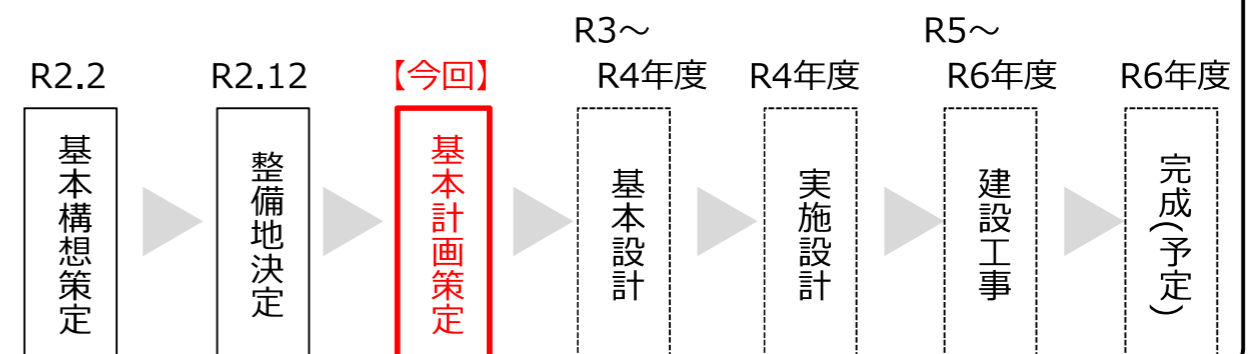 R2.2
基本構想策定
R2.12
整備地決定
【今回】
基本計画策定
R3～
R4年度
基本設計
R4年度
実施設計
R5～
R6年度
建設工事
R6年度
完成(予定)